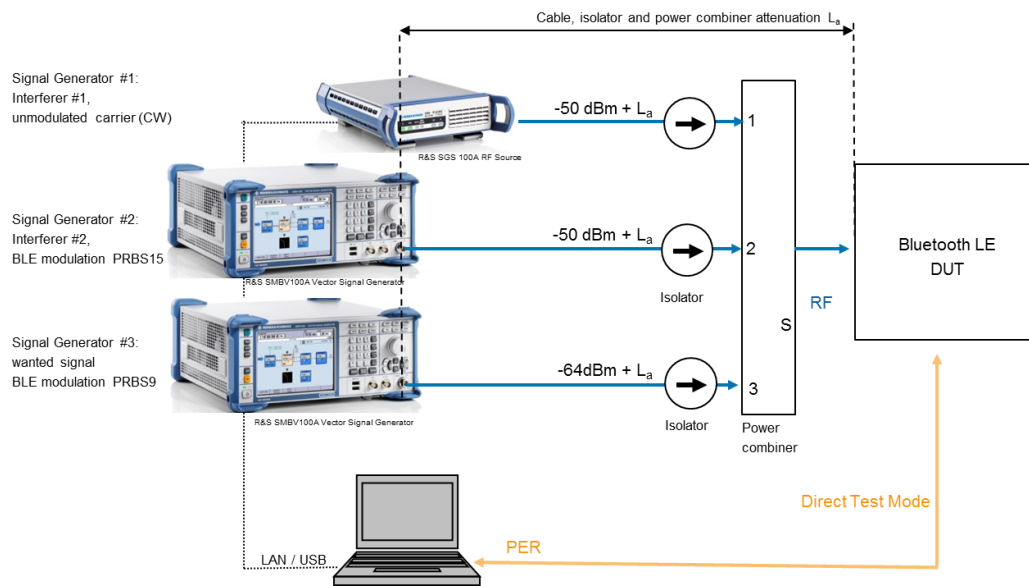 Cable, isolator and power combiner attenuation La
Signal Generator #1:
Interferer #1,
unmodulated carrier (CW)
-50 dBm + La
1
R&S SGS 100A RF Source
Signal Generator #2:
Interferer #2,
BLE modulation PRBS15
-50 dBm + La
2
Isolator
R&S SMBV100A Vector Signal Generator
Bluetooth LE
DUT
RF
S
Signal Generator #3:
wanted signal
BLE modulation PRBS9
-64dBm + La
3
Isolator
R&S SMBV100A Vector Signal Generator
Power
combiner
Direct Test Mode
PER
LAN / USB